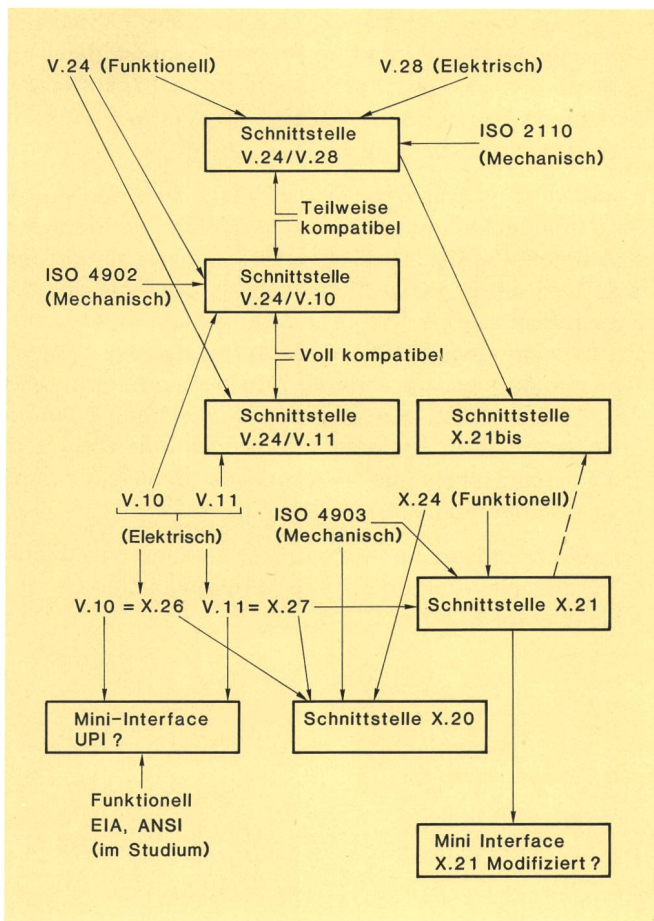 V.24 (Funktionell)
V.28 (Elektrisch)
Schnittstelle
V.24/V.28
ISO 2110
(Mechanisch)
Teilweise
kompatibel
ISO 4902
(Mechanisch)
Schnittstelle
V.24/V.10
Voll kompatibel
Schnittstelle
V.24/V.11
Schnittstelle
X.21bis
V.10 V.11
(Elektrisch)
ISO 4903
(Mechanisch)
X.24 (Funktionell)
V.10 = X.26 V.11 = X.27
Schnittstelle X.21
Mini-Interface
UPI ?
Schnittstelle X.20
Funktionell
EIA, ANSI
(im Studium)
Mini Interface
X.21 Modifiziert ?